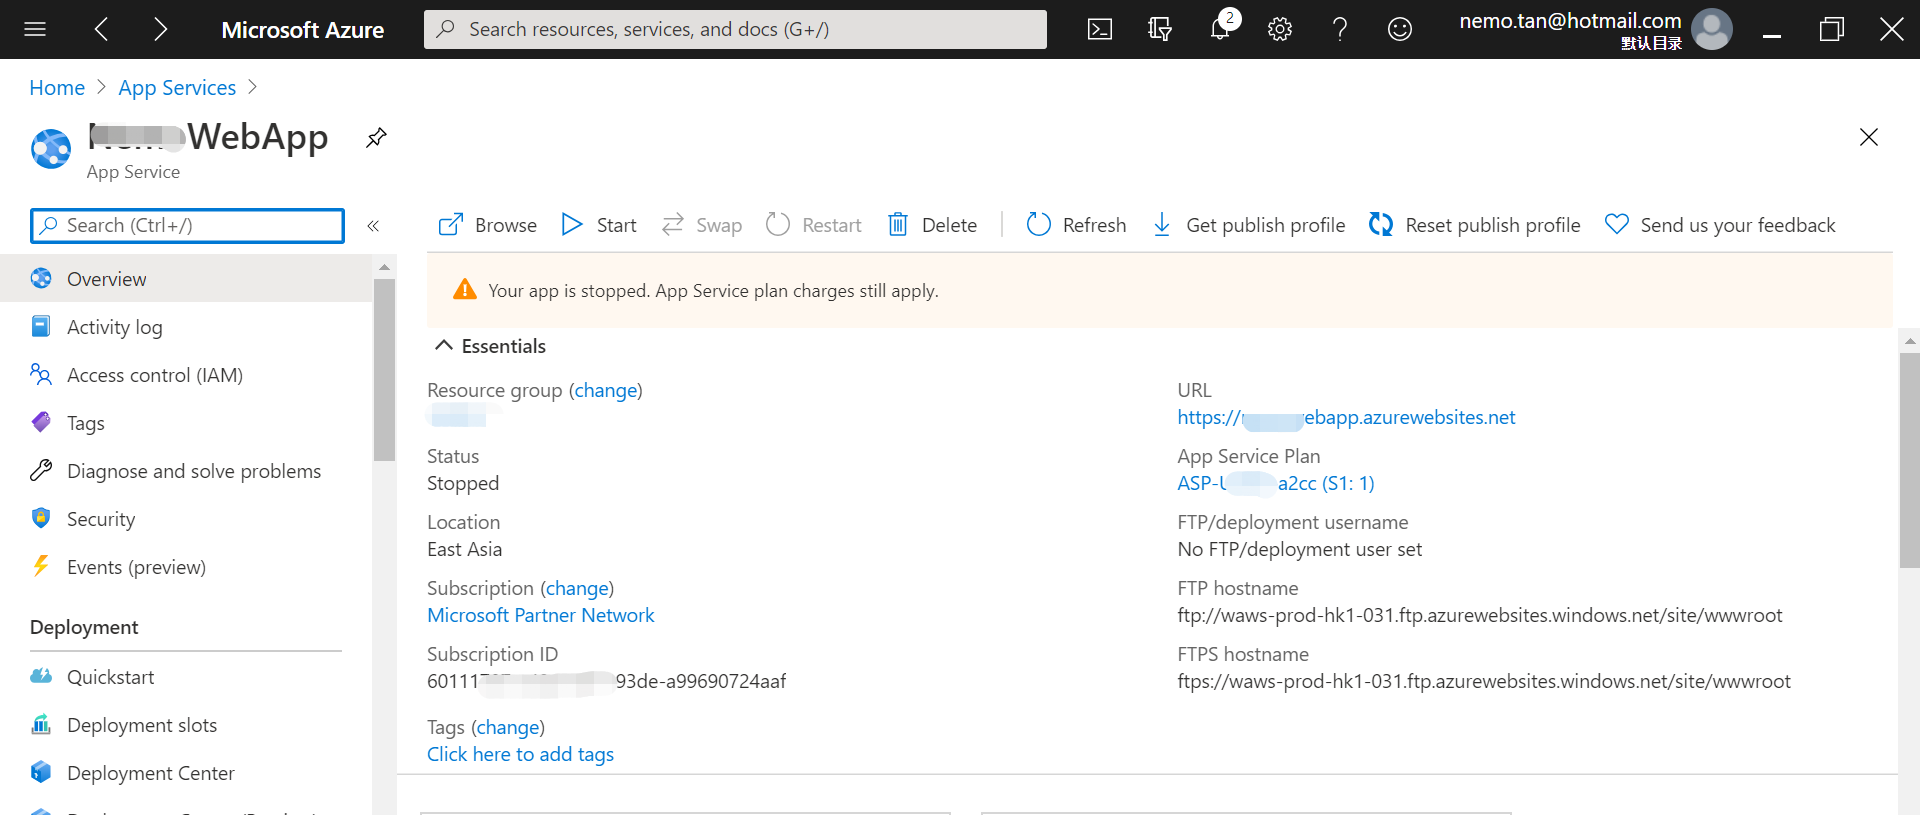 Microsoft Azure
Search resources, services, and docs (G+/)
2
nemo.tan@hotmail.com
默认目录
Home > App Services >
WebApp
App Service
Search (Ctrl+/)
«
Browse
Start
Swap
Restart
Delete
Refresh
Get publish profile
Reset publish profile
Send us your feedback
Overview
Activity log
Access control (IAM)
Tags
Diagnose and solve problems
Security
Events (preview)
Deployment
Quickstart
Deployment slots
Deployment Center
Your app is stopped. App Service plan charges still apply.
Essentials
Resource group (change)
Status
Stopped
Location
East Asia
Subscription (change)
Microsoft Partner Network
Subscription ID
93de-a99690724aaf
Tags (change)
Click here to add tags
URL
https:// ebapp.azurewebsites.net
App Service Plan
ASP- a2cc (S1: 1)
FTP/deployment username
No FTP/deployment user set
FTP hostname
ftp://waws-prod-hk1-031.ftp.azurewebsites.windows.net/site/wwwroot
FTPS hostname
ftps://waws-prod-hk1-031.ftp.azurewebsites.windows.net/site/wwwroot